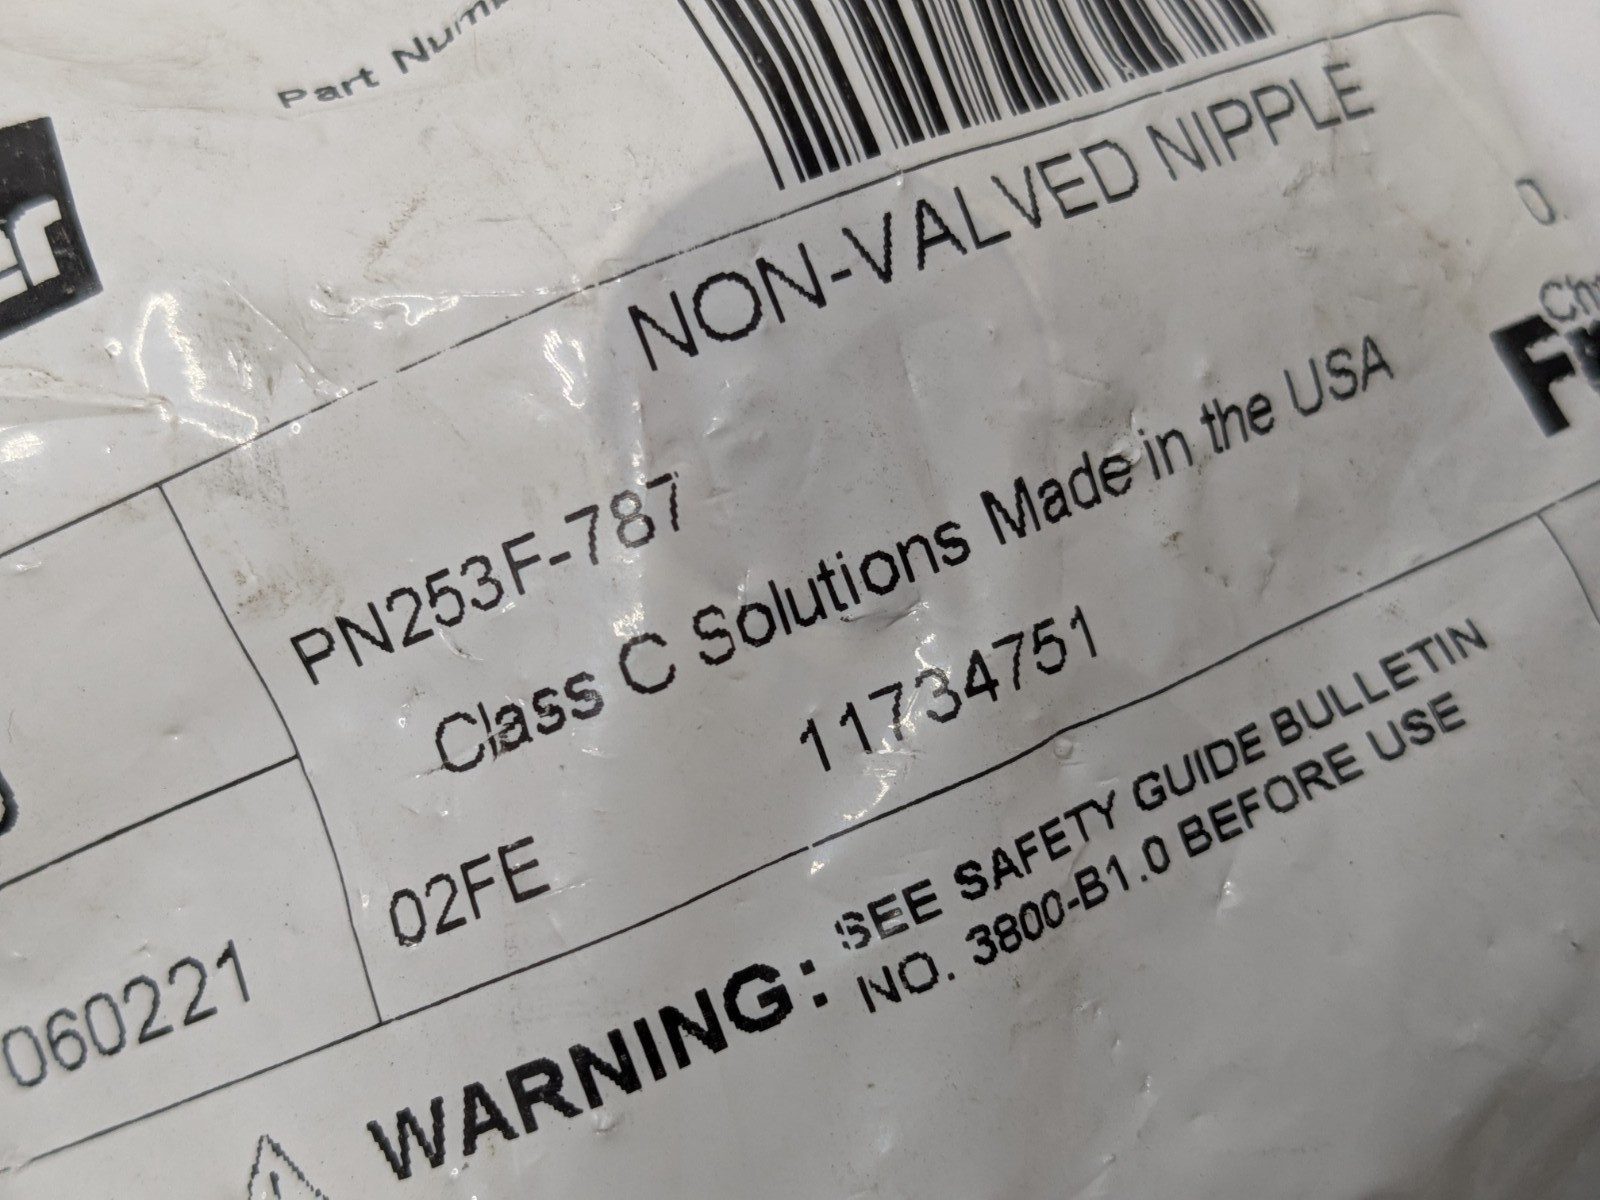 Part
NON-VALVED NIPPLE
0.
PN253F-787
Class C Solutions Made in the USA
11734751
02FE
060221
WARNING: SEE SAFETY GUIDE BULLETIN
NO. 3800-B1.0 BEFORE USE